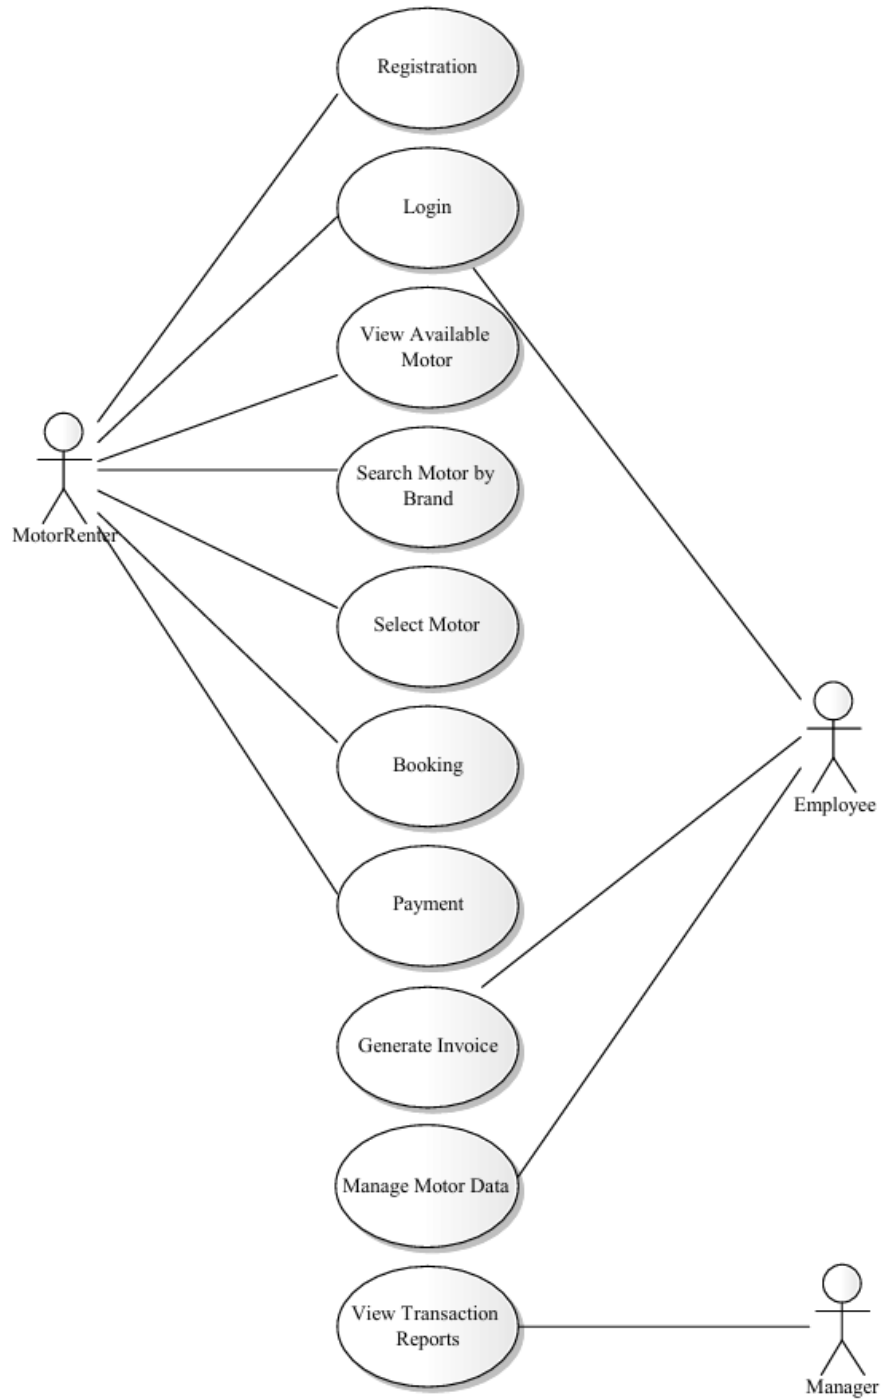 Registration
Login
View Available
Motor
Search Motor by
Brand
MotorRenter
Select Motor
Booking
Employee
Payment
Generate Invoice
Manage Motor Data
View Transaction
Reports
Manager